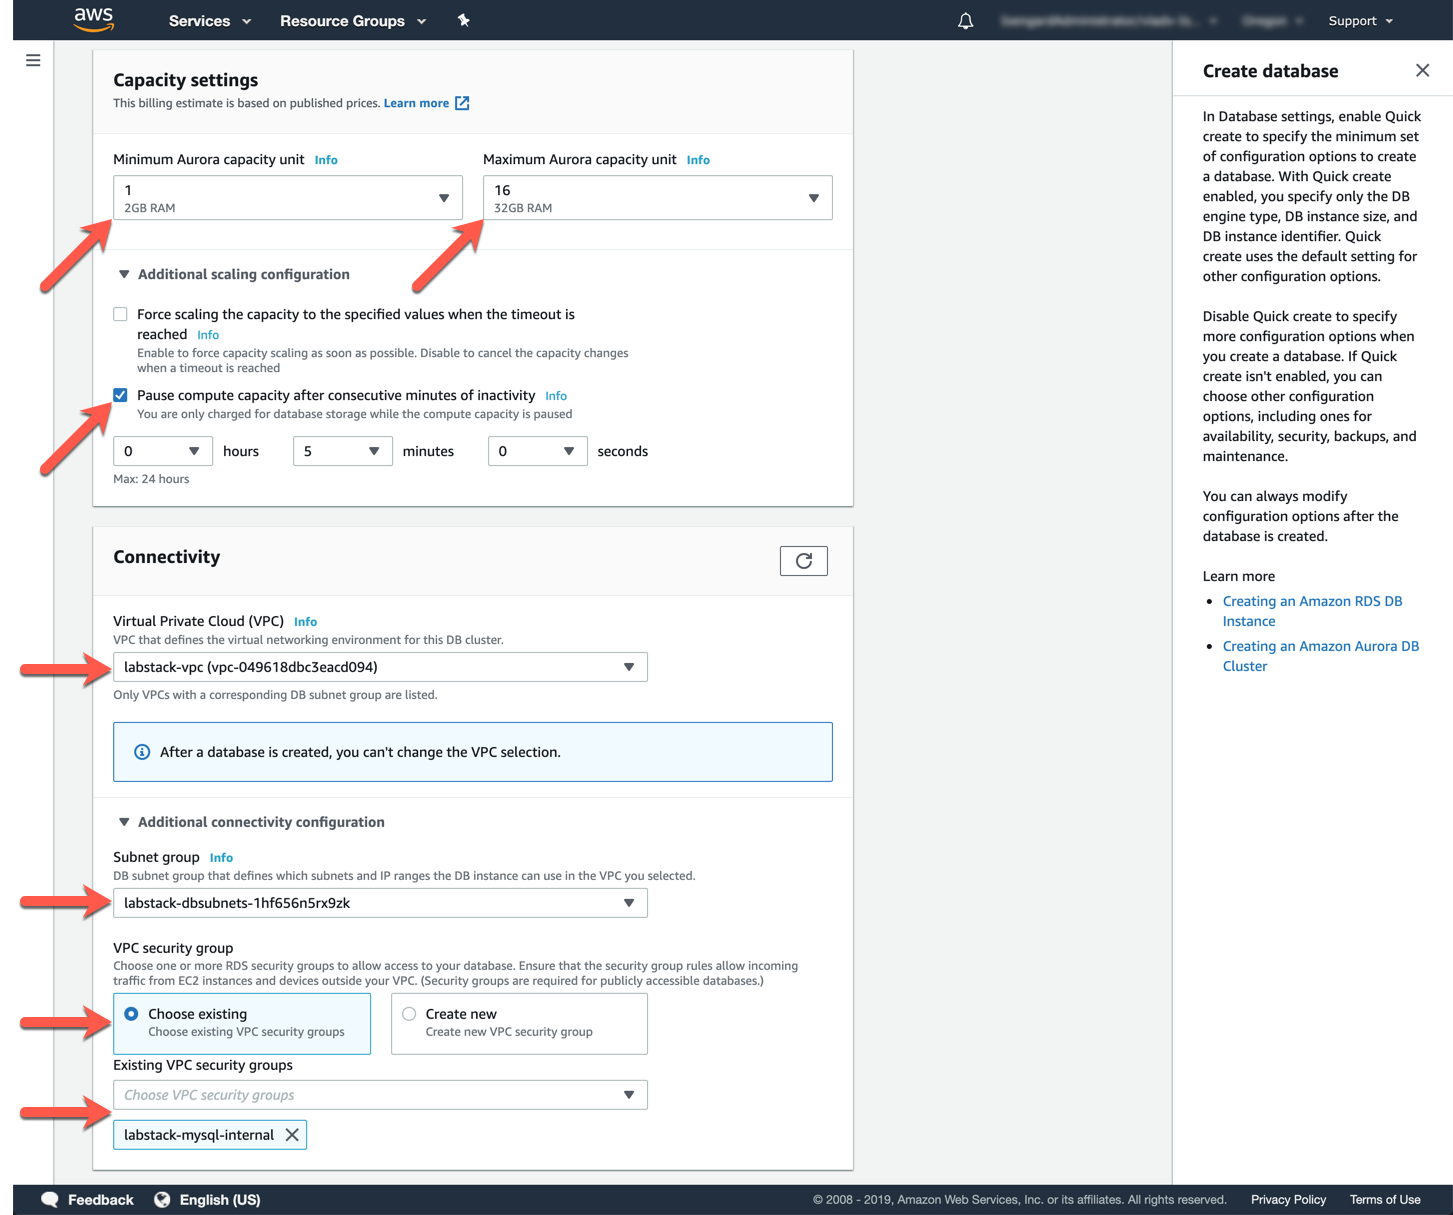 aws
Services
Resource Groups
Support
Capacity settings
This billing estimate is based on published prices. Learn more
Minimum Aurora capacity unit Info
1
2GB RAM
Maximum Aurora capacity unit Info
16
32GB RAM
Additional scaling configuration
Force scaling the capacity to the specified values when the timeout is
reached Info
Enable to force capacity scaling as soon as possible. Disable to cancel the capacity changes
when a timeout is reached
Pause compute capacity after consecutive minutes of inactivity Info
You are only charged for database storage while the compute capacity is paused
0 hours 5 minutes 0 seconds
Max: 24 hours
Connectivity
Virtual Private Cloud (VPC) Info
VPC that defines the virtual networking environment for this DB cluster.
labstack-vpc (vpc-049618dbc3eacd094)
Only VPCs with a corresponding DB subnet group are listed.
After a database is created, you can't change the VPC selection.
Additional connectivity configuration
Subnet group Info
DB subnet group that defines which subnets and IP ranges the DB instance can use in the VPC you selected.
labstack-dbsubnets-1hf656n5rx9zk
VPC security group
Choose one or more RDS security groups to allow access to your database. Ensure that the security group rules allow incoming
traffic from EC2 instances and devices outside your VPC. (Security groups are required for publicly accessible databases.)
Choose existing
Choose existing VPC security groups
Create new
Create new VPC security group
Existing VPC security groups
Choose VPC security groups
labstack-mysql-internal
Create database
In Database settings, enable Quick
create to specify the minimum set
of configuration options to create
a database. With Quick create
enabled, you specify only the DB
engine type, DB instance size, and
DB instance identifier. Quick
create uses the default setting for
other configuration options.
Disable Quick create to specify
more configuration options when
you create a database. If Quick
create isn't enabled, you can
choose other configuration
options, including ones for
availability, security, backups, and
maintenance.
You can always modify
configuration options after the
database is created.
Learn more
Creating an Amazon RDS DB
Instance
Creating an Amazon Aurora DB
Cluster
Feedback
English (US)
© 2008 - 2019, Amazon Web Services, Inc. or its affiliates. All rights reserved.
Privacy Policy
Terms of Use